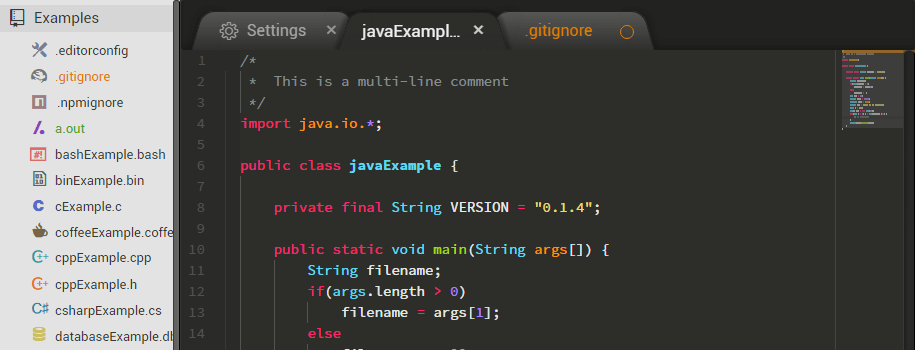 Examples
.editorconfig
.gitignore
.npmignore
a.out
bashExample.bash
binExample.bin
cExample.c
coffeeExample.coffe
cppExample.cpp
cppExample.h
csharpExample.cs
databaseExample.db
Settings ×
javaExampl... ×
.gitignore
1 /*
2 * This is a multi-line comment
3 */
4 import java.io.*;
5
6 public class javaExample {
7
8 private final String VERSION = "0.1.4";
9
10 public static void main(String args[]) {
11 String filename;
12 if(args.length > 0)
13 filename = args[1];
14 else